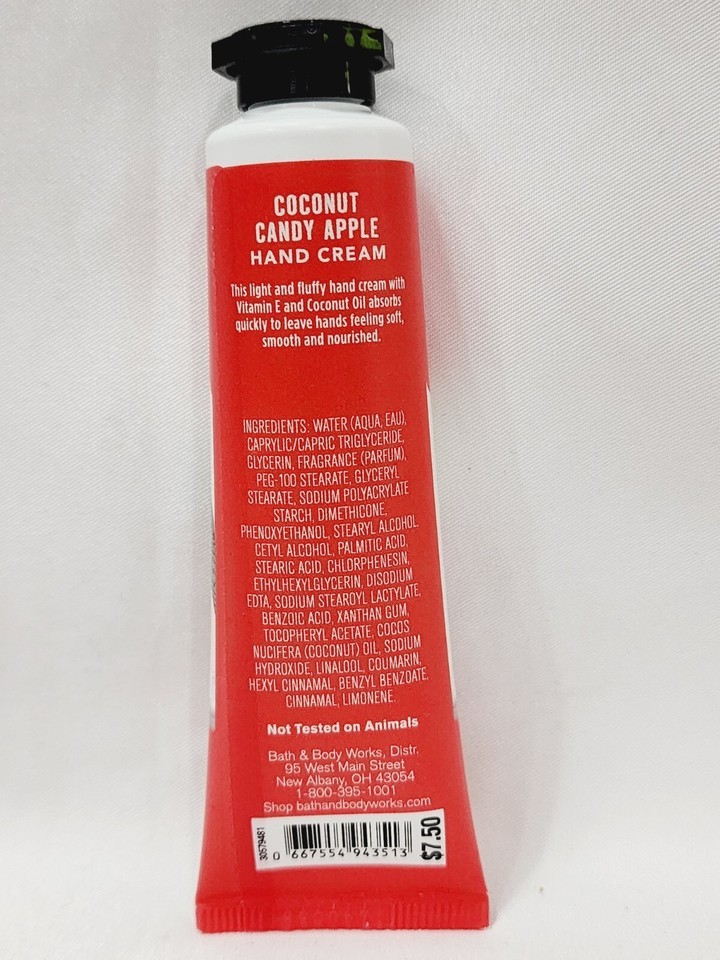 COCONUT
CANDY APPLE
HAND CREAM
This light and fluffy hand cream with
Vitamin E and Coconut Oil absorbs
quickly to leave hands feeling soft,
smooth and nourished.
INGREDIENTS: WATER (AQUA, EAU),
CAPRYLIC/CAPRIC TRIGLYCERIDE,
GLYCERIN, FRAGRANCE (PARFUM),
PEG-100 STEARATE, GLYCERYL
STEARATE, SODIUM POLYACRYLATE
STARCH, DIMETHICONE,
PHENOXYETHANOL, STEARYL ALCOHOL,
CETYL ALCOHOL, PALMITIC ACID,
STEARIC ACID, CHLORPHENESIN,
ETHYLHEXYLGLYCERIN, DISODIUM
EDTA, SODIUM STEAROYL LACTYLATE,
BENZOIC ACID, XANTHAN GUM,
TOCOPHERYL ACETATE, COCOS
NUCIFERA (COCONUT) OIL, SODIUM
HYDROXIDE, LINALOOL, COUMARIN,
HEXYL CINNAMAL, BENZYL BENZOATE,
CINNAMAL, LIMONENE.
Not Tested on Animals
Bath & Body Works, Distr.
95 West Main Street
New Albany, OH 43054
1-800-395-1001
Shop bathandbodyworks.com
30579481
0 667554 943513
$7.50